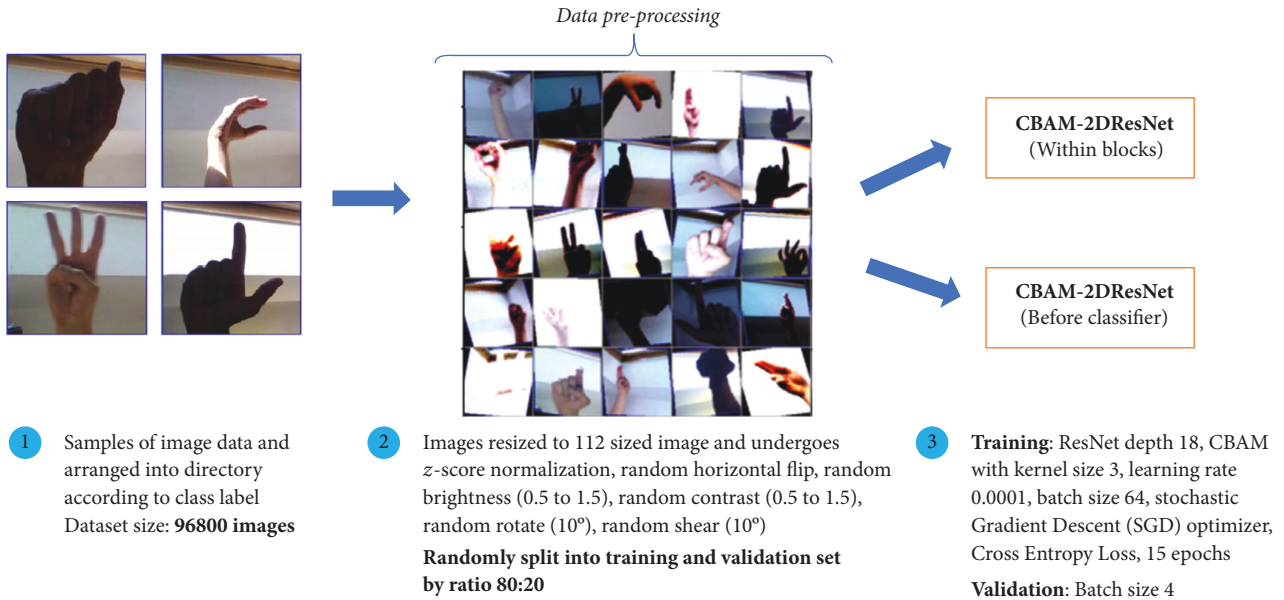 Data pre-processing
CBAM-2DResNet
(Within blocks)
CBAM-2DResNet
(Before classifier)
1
Samples of image data and
arranged into directory
according to class label
Dataset size: 96800 images
2
Images resized to 112 sized image and undergoes
z-score normalization, random horizontal flip, random
brightness (0.5 to 1.5), random contrast (0.5 to 1.5),
random rotate (10º), random shear (10º)
Randomly split into training and validation set
by ratio 80:20
3
Training: ResNet depth 18, CBAM
with kernel size 3, learning rate
0.0001, batch size 64, stochastic
Gradient Descent (SGD) optimizer,
Cross Entropy Loss, 15 epochs
Validation: Batch size 4